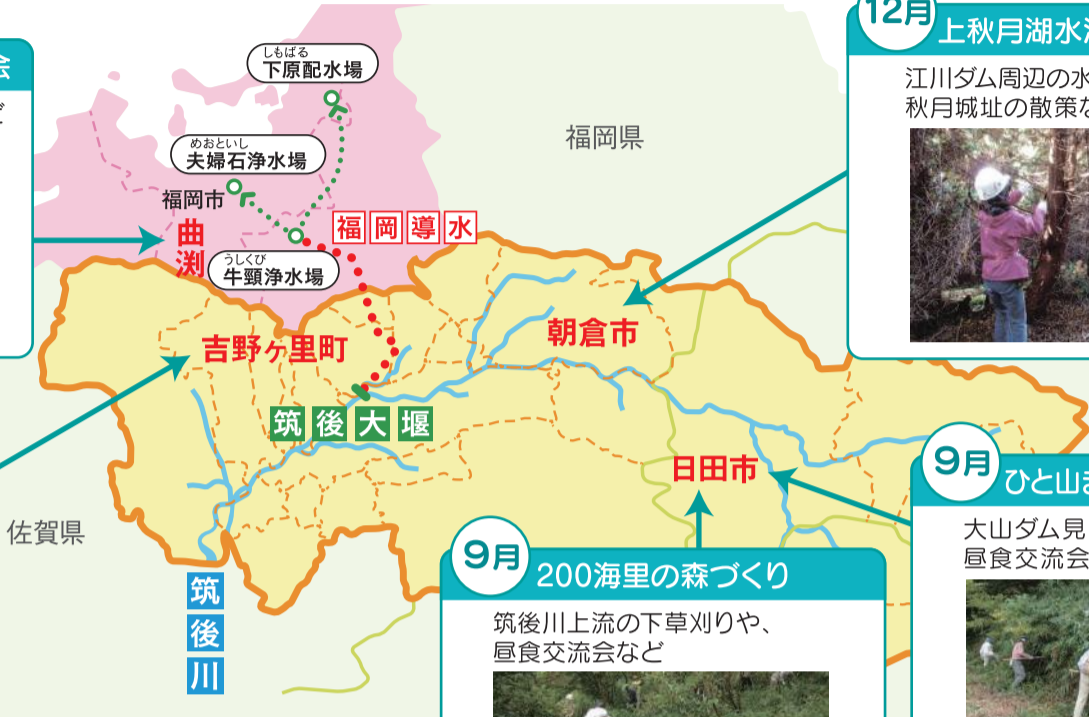 会
しもばる
下原配水場
めおといし
夫婦石浄水場
福岡市
曲渕
うしくび
牛頸浄水場
福岡導水
福岡県
吉野ヶ里町
朝倉市
筑後大堰
日田市
佐賀県
筑後川
12月
上秋月湖水
江川ダム周辺の水
秋月城址の散策
9月
200海里の森づくり
筑後川上流の下草刈りや、
昼食交流会など
9月
ひと山
大山ダム見
昼食交流会